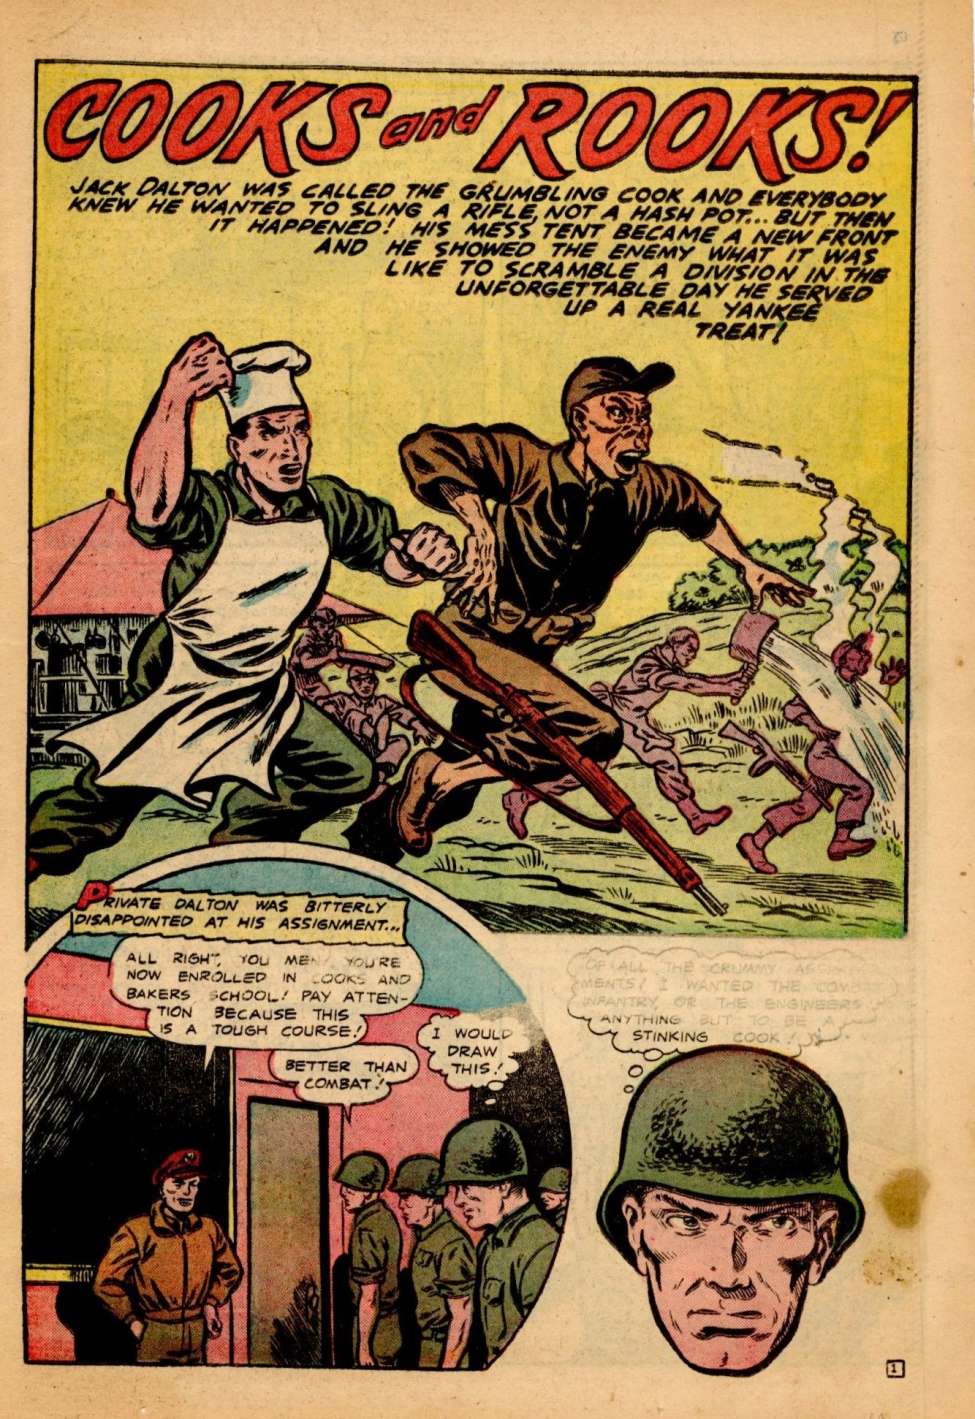 COOKS and ROOKS!
JACK DALTON WAS CALLED THE GRUMBLING COOK AND EVERYBODY
KNEW HE WANTED TO SLING A RIFLE, NOT A HASH POT... BUT THEN
IT HAPPENED! HIS MESS TENT BECAME A NEW FRONT
AND HE SHOWED THE ENEMY WHAT IT WAS
LIKE TO SCRAMBLE A DIVISION IN THE
UNFORGETTABLE DAY HE SERVED
UP A REAL YANKEE
TREAT!
PRIVATE DALTON WAS BITTERLY
DISAPPOINTED AT HIS ASSIGNMENT...
ALL RIGHT, YOU MEN! YOU'RE
NOW ENROLLED IN COOKS AND
BAKERS SCHOOL! PAY ATTEN-
TION BECAUSE THIS
IS A TOUGH COURSE!
BETTER THAN
COMBAT!
I WOULD
DRAW
THIS!
OF ALL THE CRUMMY ASSIGN-
MENTS! I WANTED THE COMBAT
INFANTRY, OR THE ENGINEERS
ANYTHING BUT TO BE A
STINKING COOK!
1